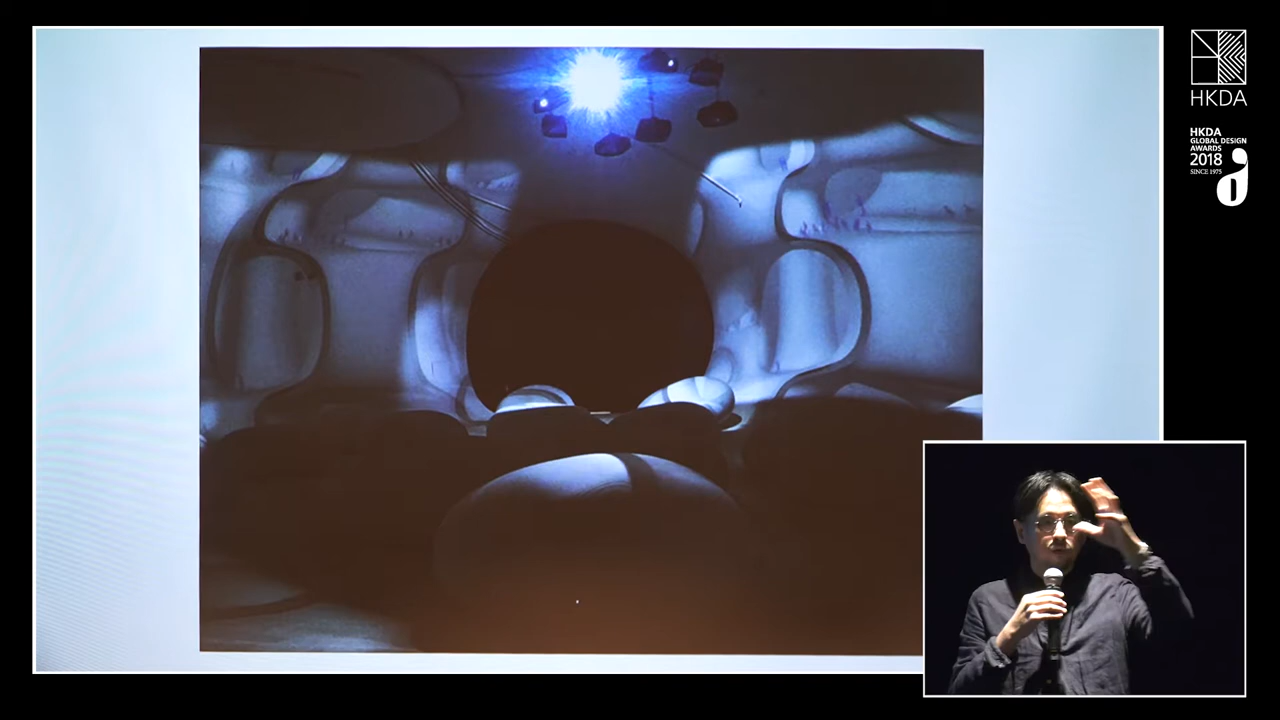 HKDA
HKDA
GLOBAL DESIGN
AWARDS
2018
SINCE 1975